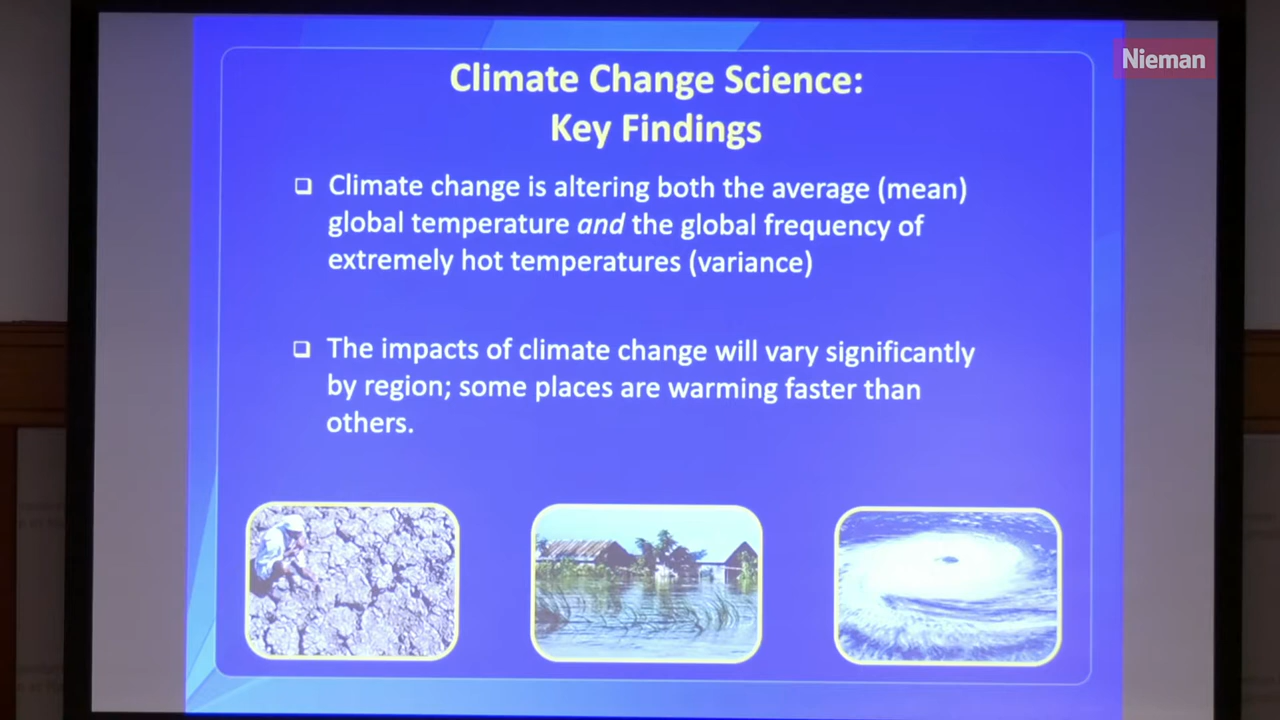 Nieman
Climate Change Science:
Key Findings
❑ Climate change is altering both the average (mean)
global temperature and the global frequency of
extremely hot temperatures (variance)
❑ The impacts of climate change will vary significantly
by region; some places are warming faster than
others.